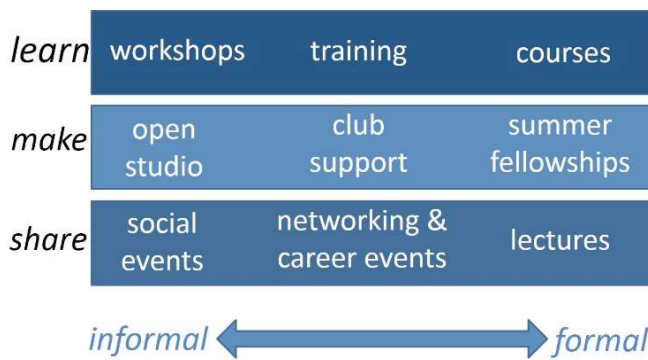 learn workshops training courses
make open studio club support summer fellowships
share social events networking & career events lectures
informal formal